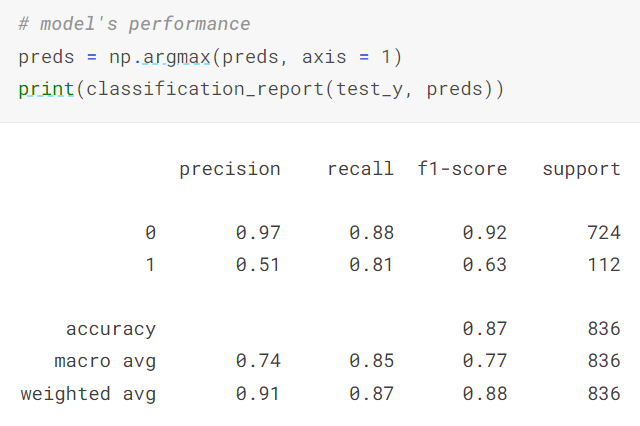 # model's performance
preds = np.argmax(preds, axis = 1)
print(classification_report(test_y, preds))
precision recall f1-score support
0 0.97 0.88 0.92 724
1 0.51 0.81 0.63 112
accuracy 0.87 836
macro avg 0.74 0.85 0.77 836
weighted avg 0.91 0.87 0.88 836